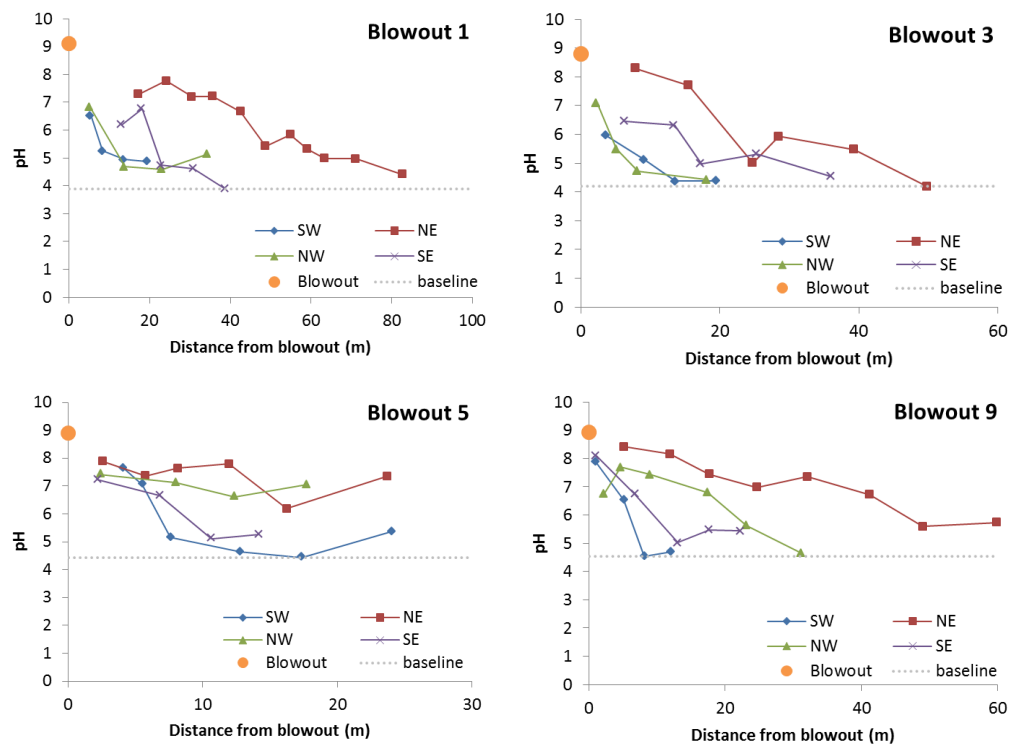 Blowout 1
pH
10
9
8
7
6
5
4
3
2
1
0
0 20 40 60 80 100
Distance from blowout (m)
SW NE
NW SE
Blowout baseline
Blowout 3
pH
10
9
8
7
6
5
4
3
2
1
0
0 20 40 60
Distance from blowout (m)
SW NE
NW SE
Blowout baseline
Blowout 5
pH
10
9
8
7
6
5
4
3
2
1
0
0 10 20 30
Distance from blowout (m)
SW NE
NW SE
Blowout baseline
Blowout 9
pH
10
9
8
7
6
5
4
3
2
1
0
0 20 40 60
Distance from blowout (m)
SW NE
NW SE
Blowout baseline